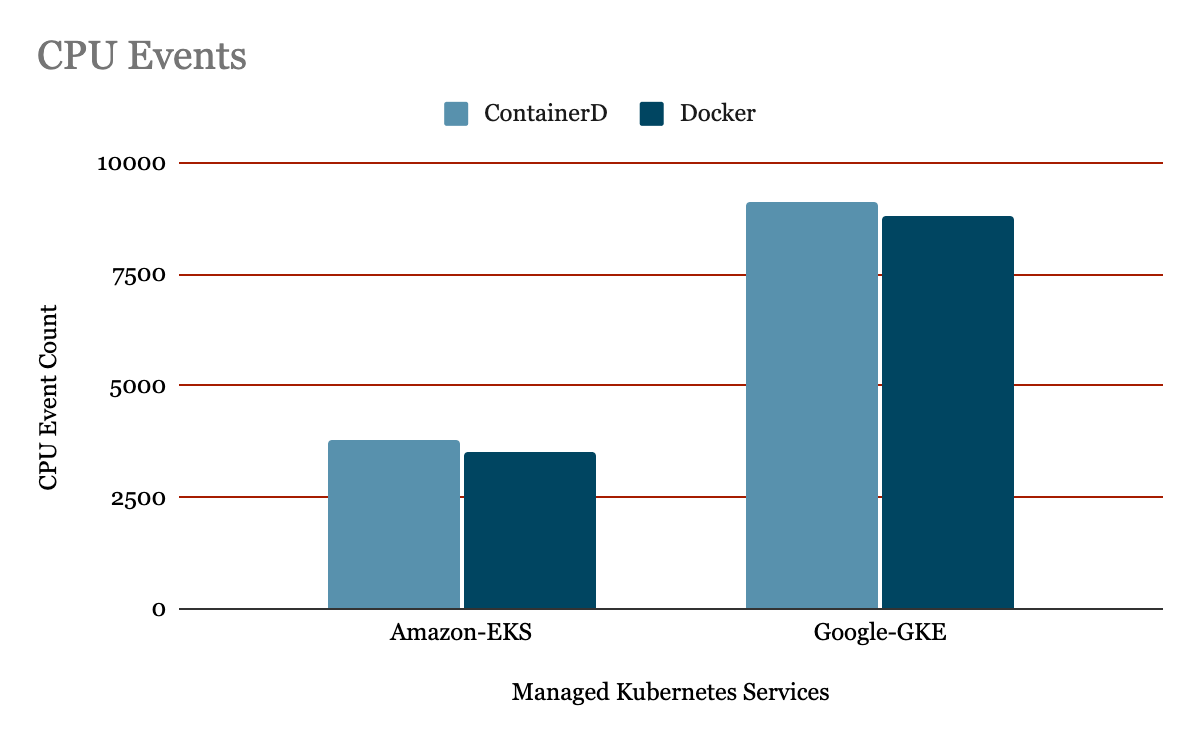 CPU Events
ContainerD
Docker
10000
7500
5000
2500
0
CPU Event Count
Amazon-EKS
Google-GKE
Managed Kubernetes Services